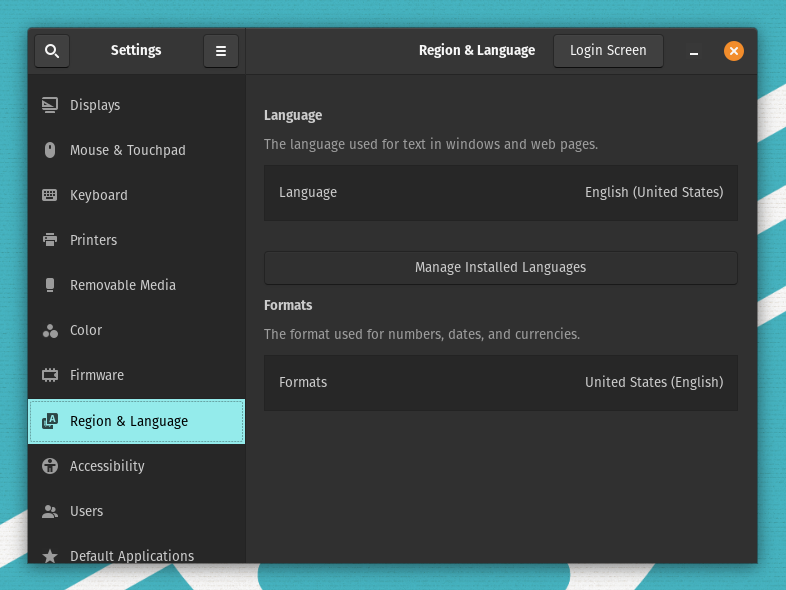 Settings
Region & Language
Login Screen
Displays
Mouse & Touchpad
Keyboard
Printers
Removable Media
Color
Firmware
Region & Language
Accessibility
Users
Default Applications
Language
The language used for text in windows and web pages.
Language
English (United States)
Manage Installed Languages
Formats
The format used for numbers, dates, and currencies.
Formats
United States (English)